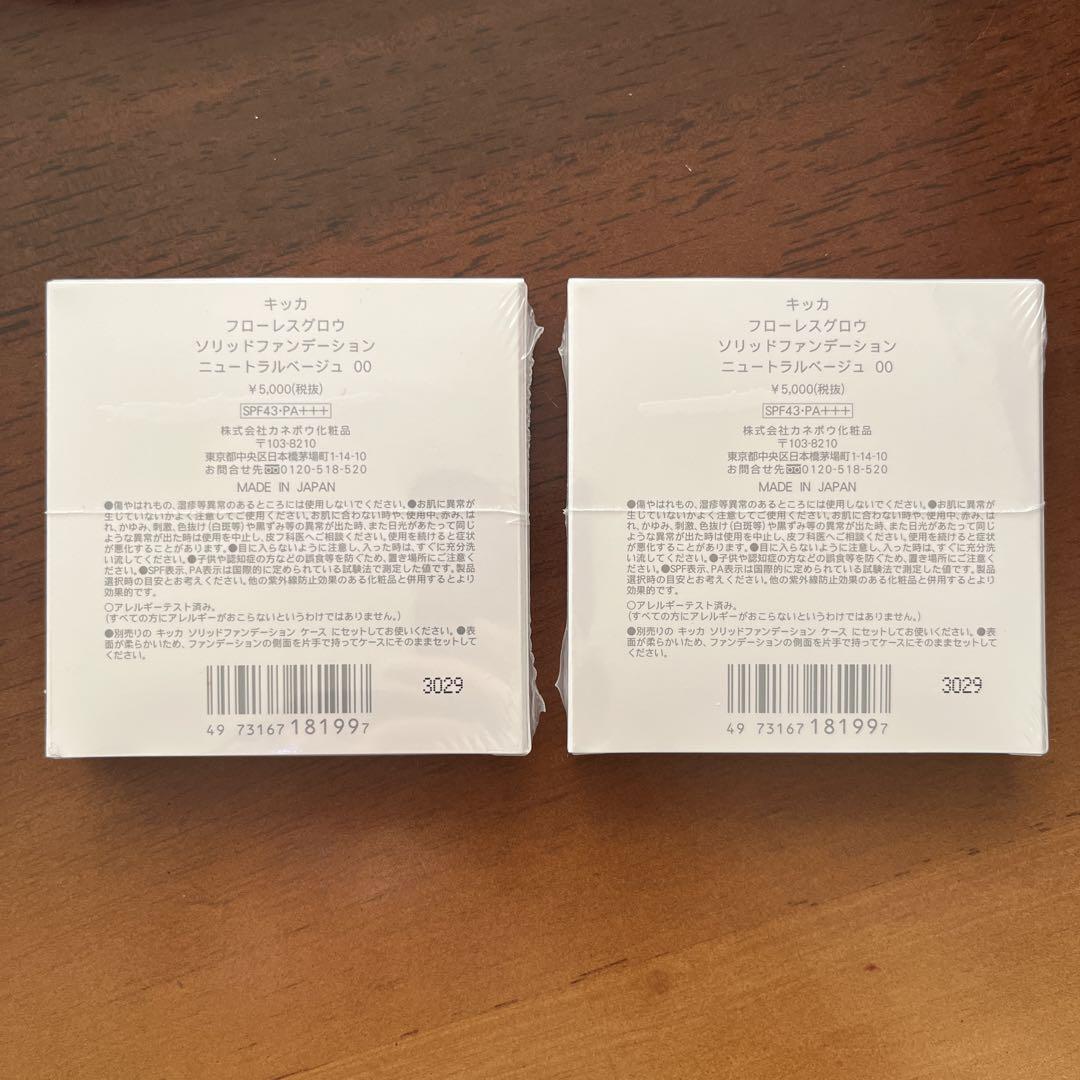 キッカ
フローレスグロウ
ソリッドファンデーション
ニュートラルベージュ 00
￥5,000(税抜)
SPF43・PA+++
株式会社カネボウ化粧品
〒103-8210
東京都中央区日本橋茅場町1-14-10
お問合せ先 0120-518-520
MADE IN JAPAN
●傷やはれもの、湿疹等異常のあるところには使用しないでください。●お肌に異常が
生じていないかよく注意してご使用ください。お肌に合わない時や、使用中、赤み、は
れ、かゆみ、刺激、色抜け(白斑等)や黒ずみ等の異常が出た時、また日光があたって同じ
ような異常が出た時は使用を中止し、皮フ科医へご相談ください。使用を続けると症状
が悪化することがあります。●目に入らないように注意し、入った時は、すぐに充分洗
い流してください。●子供や認知症の方などの誤食等を防ぐため、置き場所にご注意く
ださい。●SPF表示、PA表示は国際的に定められている試験法で測定した値です。製品
選択時の目安とお考えください。他の紫外線防止効果のある化粧品と併用するとより
効果的です。
○アレルギーテスト済み。
(すべての方にアレルギーがおこらないというわけではありません。)
●別売りの キッカ ソリッドファンデーション ケース にセットしてお使いください。●表
面が柔らかいため、ファンデーションの側面を片手で持ってケースにそのままセットして
ください。
3029
49 73167 18199 7
キッカ
フローレスグロウ
ソリッドファンデーション
ニュートラルベージュ 00
￥5,000(税抜)
SPF43・PA+++
株式会社カネボウ化粧品
〒103-8210
東京都中央区日本橋茅場町1-14-10
お問合せ先 0120-518-520
MADE IN JAPAN
●傷やはれもの、湿疹等異常のあるところには使用しないでください。●お肌に異常が
生じていないかよく注意してご使用ください。お肌に合わない時や、使用中、赤み、は
れ、かゆみ、刺激、色抜け(白斑等)や黒ずみ等の異常が出た時、また日光があたって同じ
ような異常が出た時は使用を中止し、皮フ科医へご相談ください。使用を続けると症状
が悪化することがあります。●目に入らないように注意し、入った時は、すぐに充分洗
い流してください。●子供や認知症の方などの誤食等を防ぐため、置き場所にご注意く
ださい。●SPF表示、PA表示は国際的に定められている試験法で測定した値です。製品
選択時の目安とお考えください。他の紫外線防止効果のある化粧品と併用するとより
効果的です。
○アレルギーテスト済み。
(すべての方にアレルギーがおこらないというわけではありません。)
●別売りの キッカ ソリッドファンデーション ケース にセットしてお使いください。●表
面が柔らかいため、ファンデーションの側面を片手で持ってケースにそのままセットして
ください。
3029
49 73167 18199 7